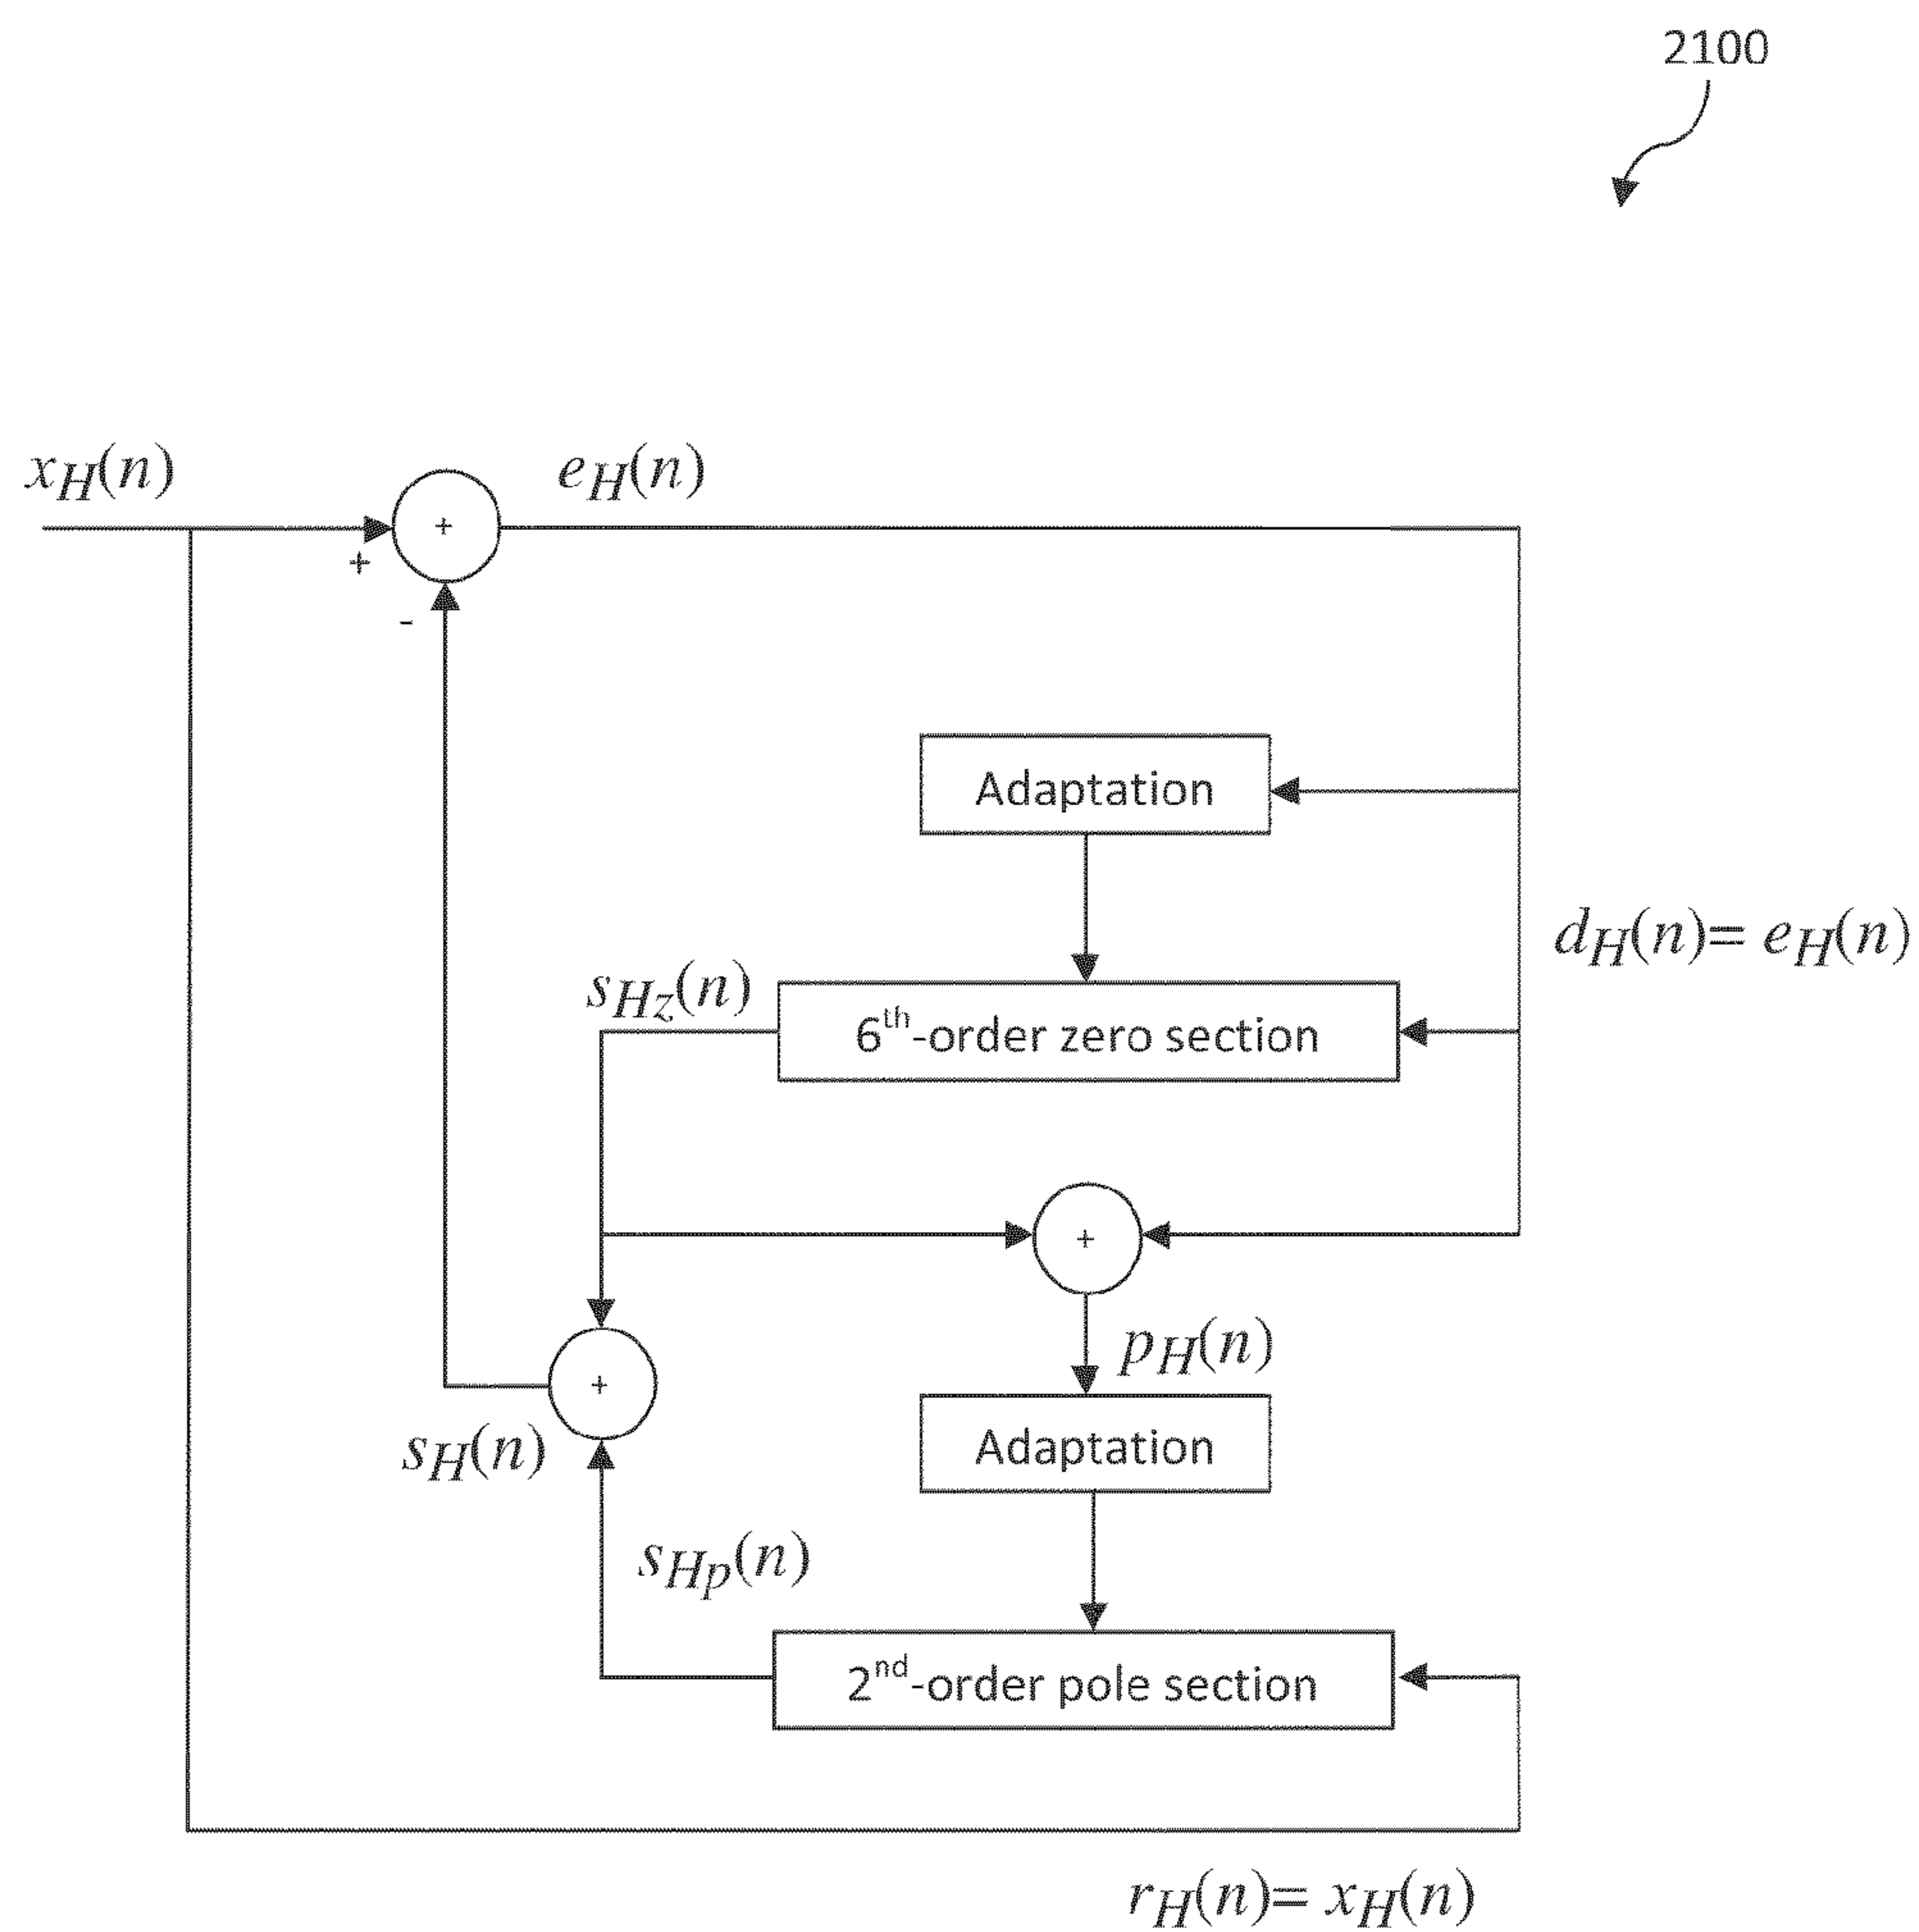 2100
xH(n)
eH(n)
+
+
-
Adaptation
dH(n)= eH(n)
sHz(n)
6th-order zero section
+
pH(n)
+
sH(n)
Adaptation
sHp(n)
2nd-order pole section
rH(n)= xH(n)